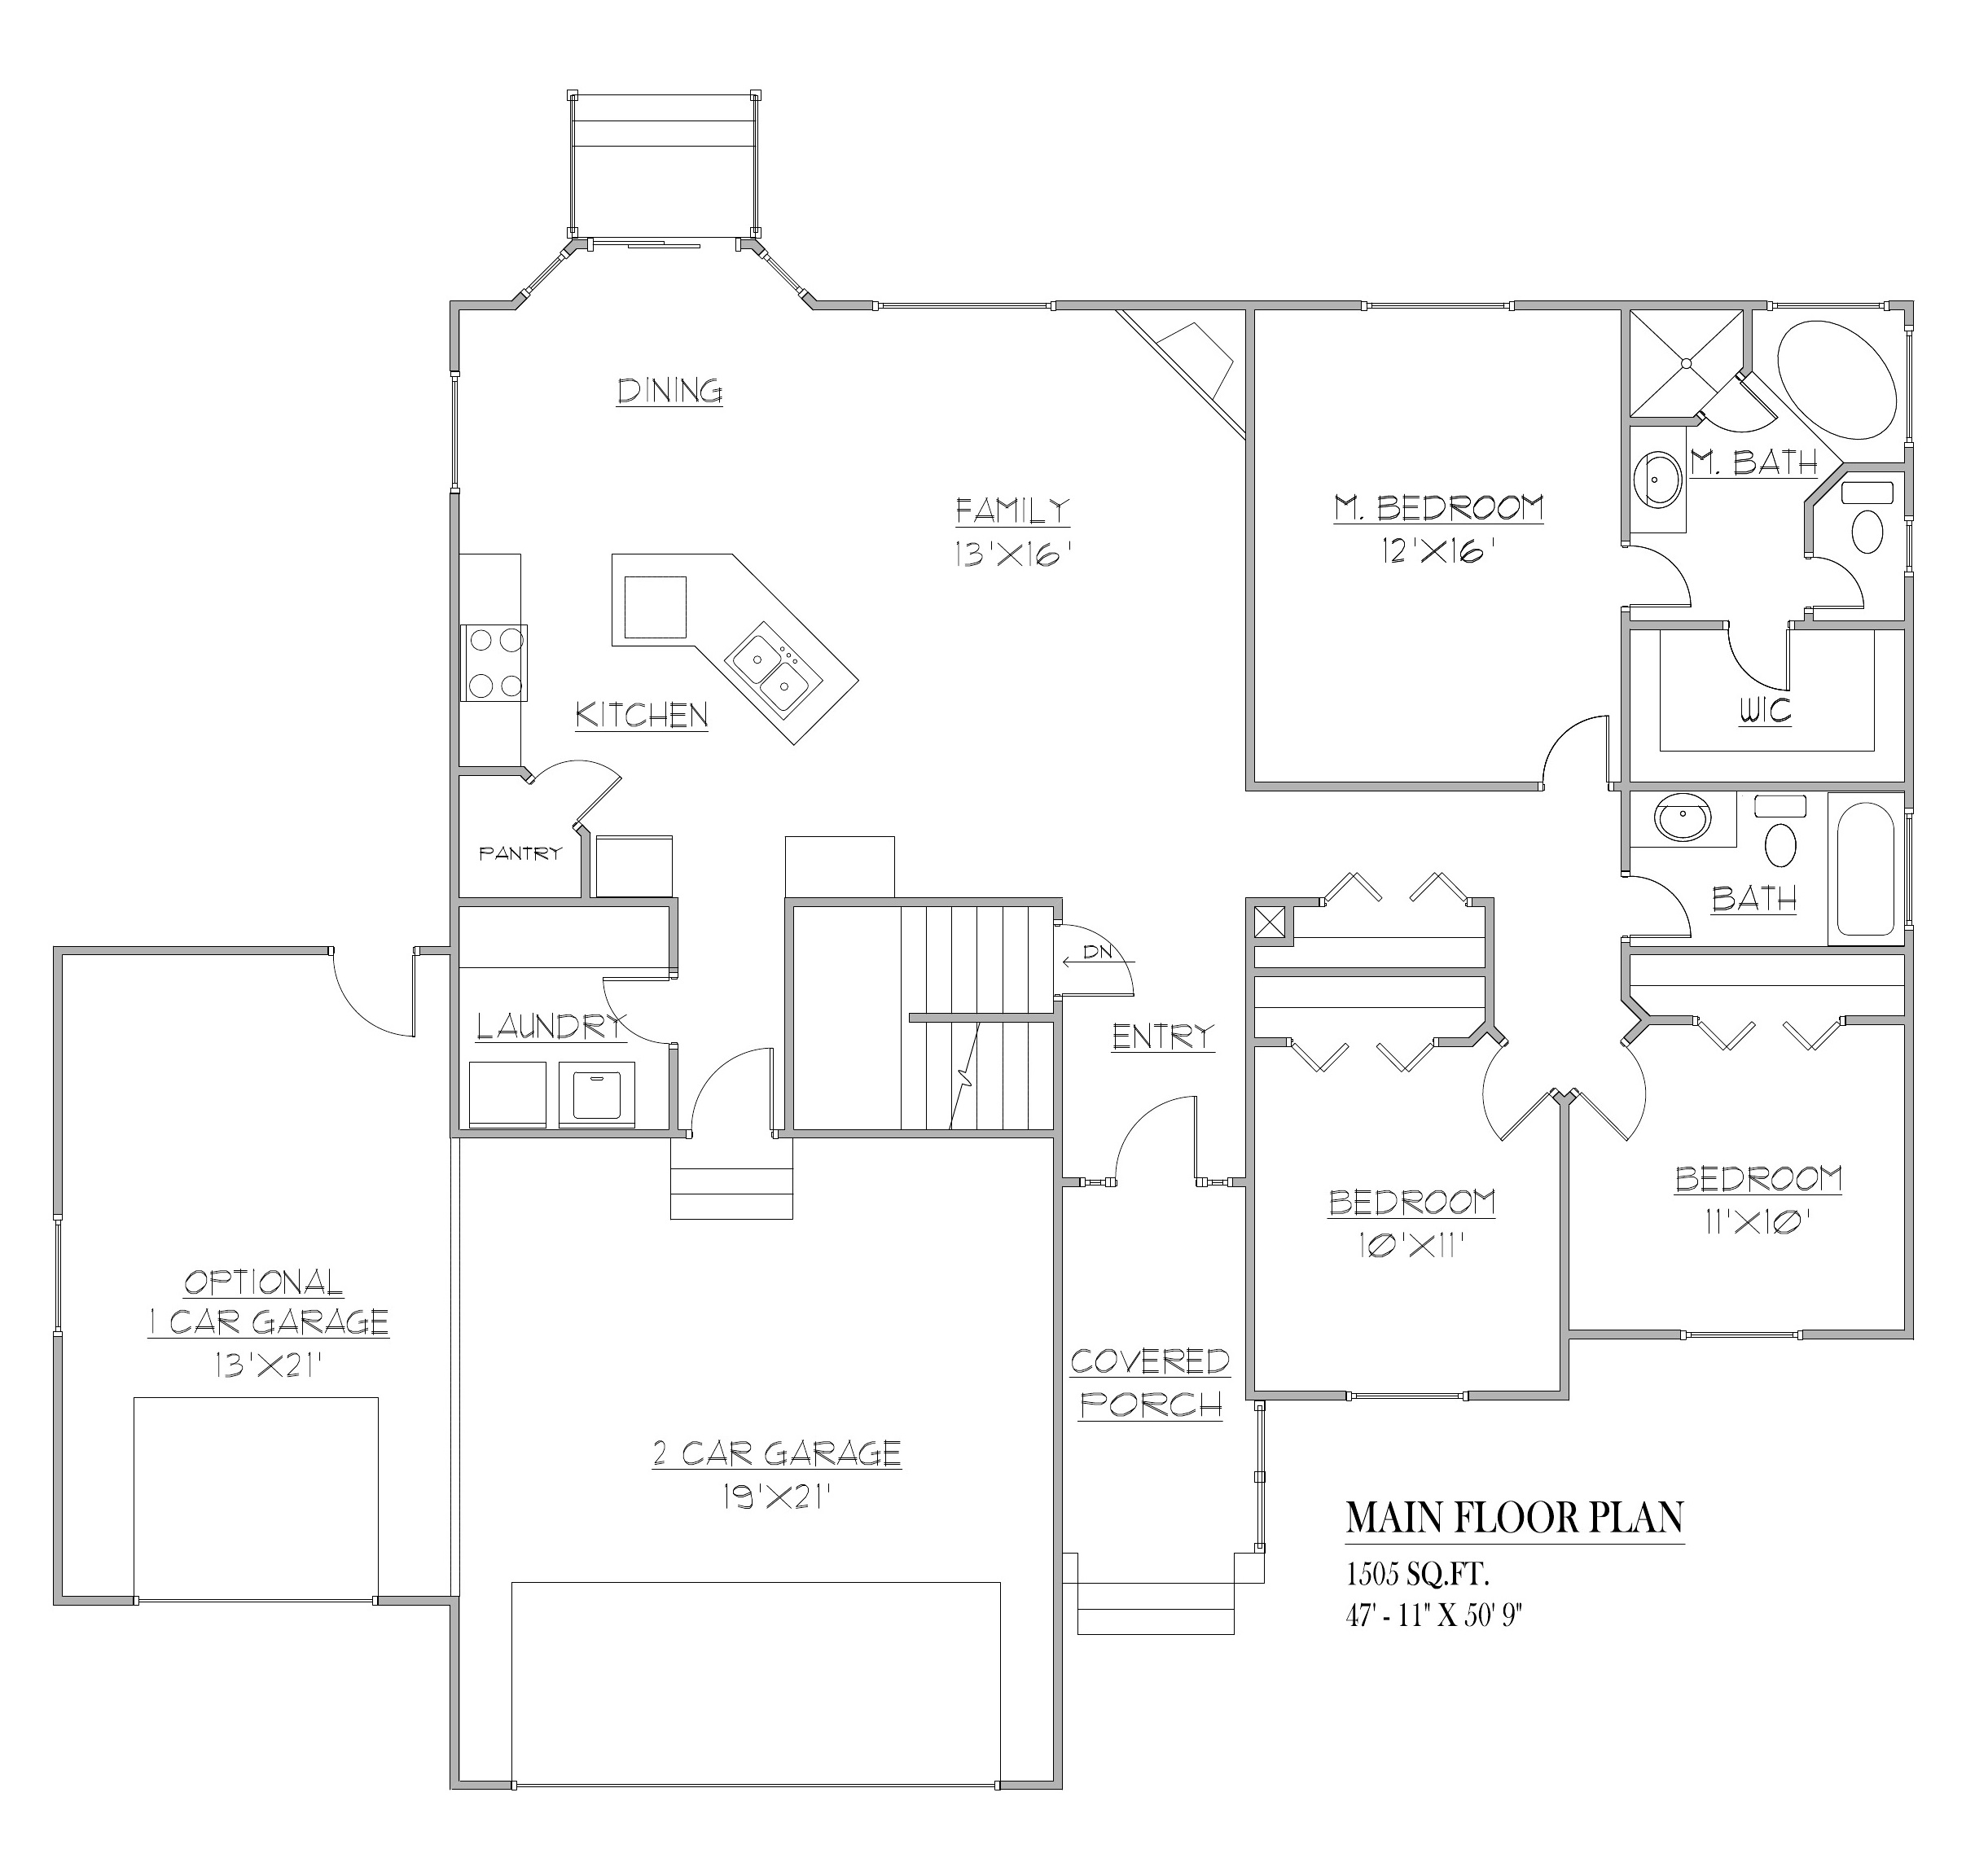 DINING
FAMILY
13'X16'
M. BEDROOM
12'X16'
M. BATH
KITCHEN
WIC
PANTRY
BATH
LAUNDRY
DN
ENTRY
BEDROOM
10'X11'
BEDROOM
11'X10'
OPTIONAL
1 CAR GARAGE
13'X21'
COVERED
PORCH
2 CAR GARAGE
19'X21'
MAIN FLOOR PLAN
1505 SQ.FT.
47' - 11" X 50' 9"